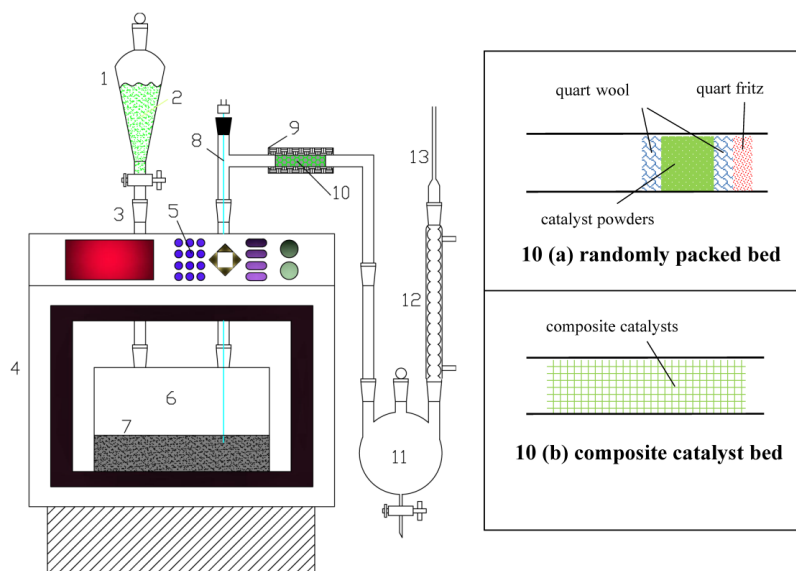 1
2
3
4
5
6
7
8
9
10
11
12
13
quart wool
quart fritz
catalyst powders
10 (a) randomly packed bed
composite catalysts
10 (b) composite catalyst bed